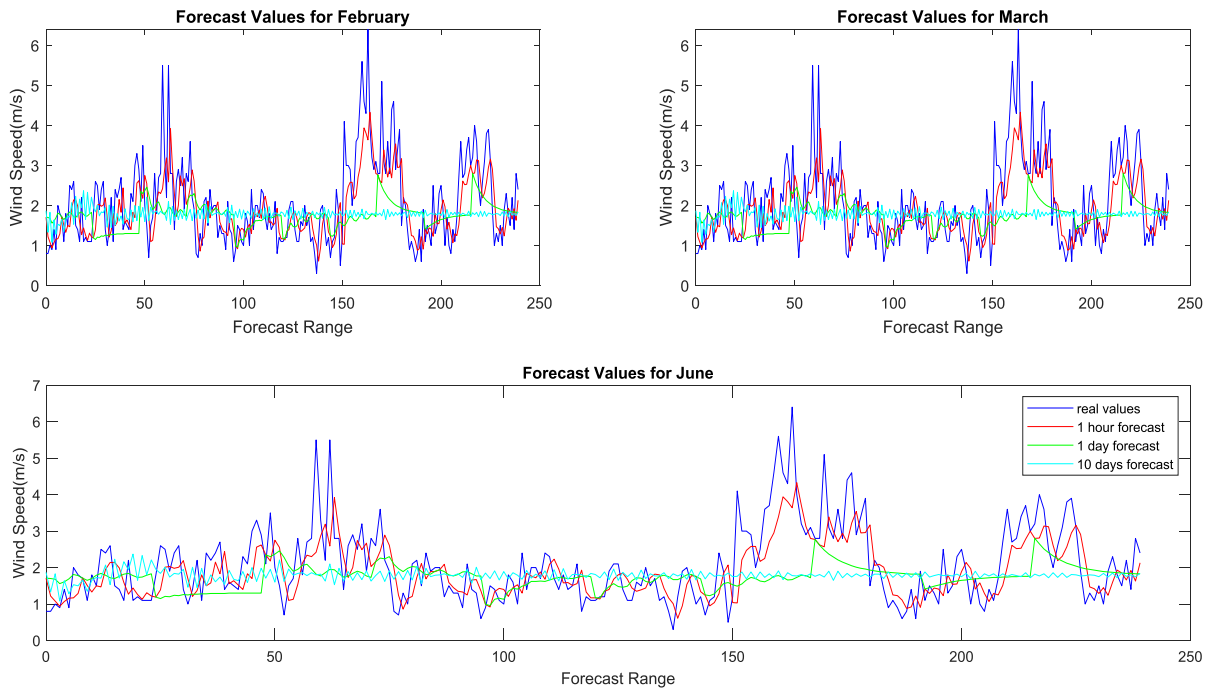 Forecast Values for February
Wind Speed(m/s)
6
5
4
3
2
1
0
0 50 100 150 200 250
Forecast Range
Forecast Values for March
Wind Speed(m/s)
6
5
4
3
2
1
0
0 50 100 150 200 250
Forecast Range
Forecast Values for June
Wind Speed(m/s)
7
6
5
4
3
2
1
0
0 50 100 150 200 250
Forecast Range
real values
1 hour forecast
1 day forecast
10 days forecast